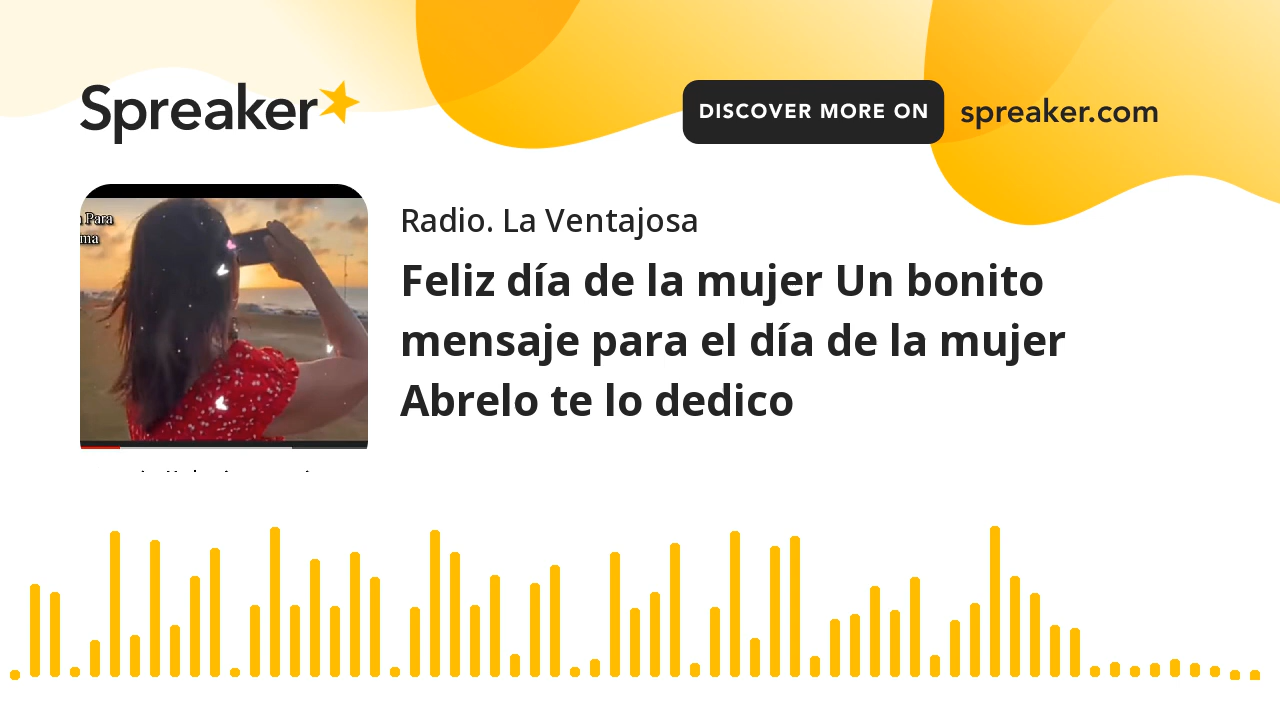 Spreaker
DISCOVER MORE ON spreaker.com
Para
Radio. La Ventajosa
Feliz día de la mujer Un bonito
mensaje para el día de la mujer
Abrelo te lo dedico